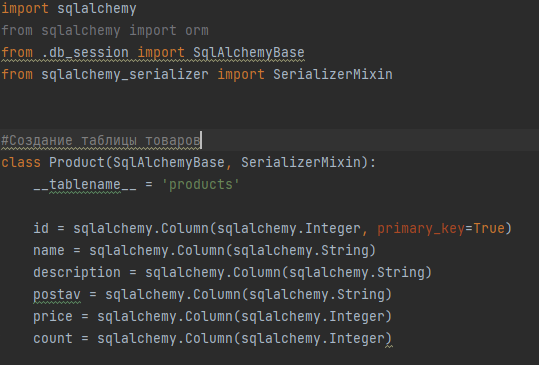 import sqlalchemy
from sqlalchemy import orm
from .db_session import SqlAlchemyBase
from sqlalchemy_serializer import SerializerMixin
#Создание таблицы товаров
class Product(SqlAlchemyBase, SerializerMixin):
__tablename__ = 'products'
id = sqlalchemy.Column(sqlalchemy.Integer, primary_key=True)
name = sqlalchemy.Column(sqlalchemy.String)
description = sqlalchemy.Column(sqlalchemy.String)
postav = sqlalchemy.Column(sqlalchemy.String)
price = sqlalchemy.Column(sqlalchemy.Integer)
count = sqlalchemy.Column(sqlalchemy.Integer)